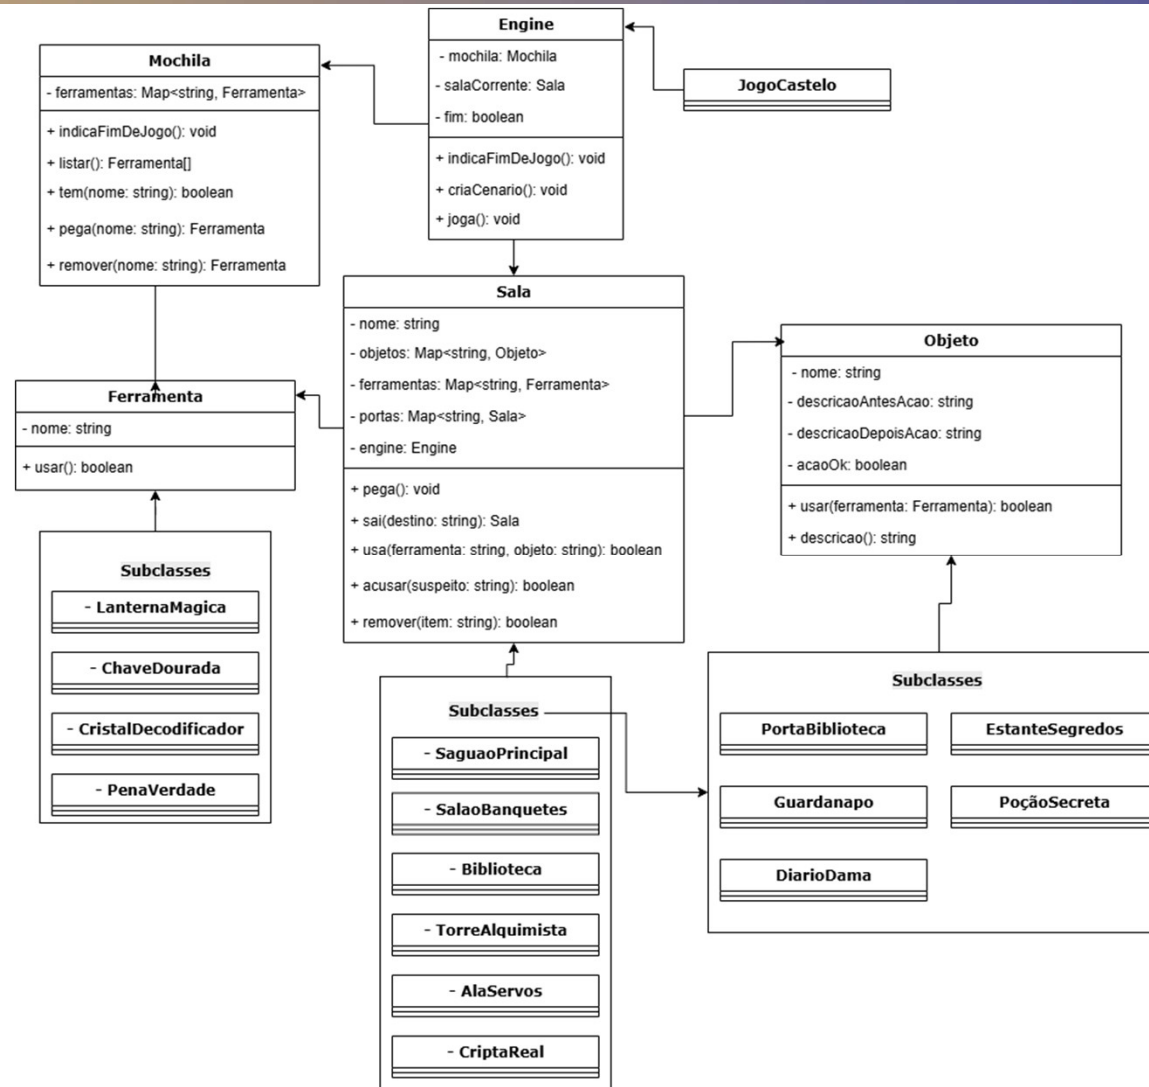 Engine
- mochila: Mochila
- salaCorrente: Sala
- fim: boolean
+ indicaFimDeJogo(): void
+ criaCenario(): void
+ joga(): void
Mochila
- ferramentas: Map<string, Ferramenta>
+ indicaFimDeJogo(): void
+ listar(): Ferramenta[]
+ tem(nome: string): boolean
+ pega(nome: string): Ferramenta
+ remover(nome: string): Ferramenta
JogoCastelo
Sala
- nome: string
- objetos: Map<string, Objeto>
- ferramentas: Map<string, Ferramenta>
- portas: Map<string, Sala>
- engine: Engine
+ pega(): void
+ sai(destino: string): Sala
+ usa(ferramenta: string, objeto: string): boolean
+ acusar(suspeito: string): boolean
+ remover(item: string): boolean
Objeto
- nome: string
- descricaoAntesAcao: string
- descricaoDepoisAcao: string
- acaoOk: boolean
+ usar(ferramenta: Ferramenta): boolean
+ descricao(): string
Ferramenta
- nome: string
+ usar(): boolean
Subclasses
- LanternaMagica
- ChaveDourada
- CristalDecodificador
- PenaVerdade
Subclasses
- SaguaoPrincipal
- SalaoBanquetes
- Biblioteca
- TorreAlquimista
- AlaServos
- CriptaReal
Subclasses
PortaBiblioteca
EstanteSegredos
Guardanapo
PoçãoSecreta
DiarioDama